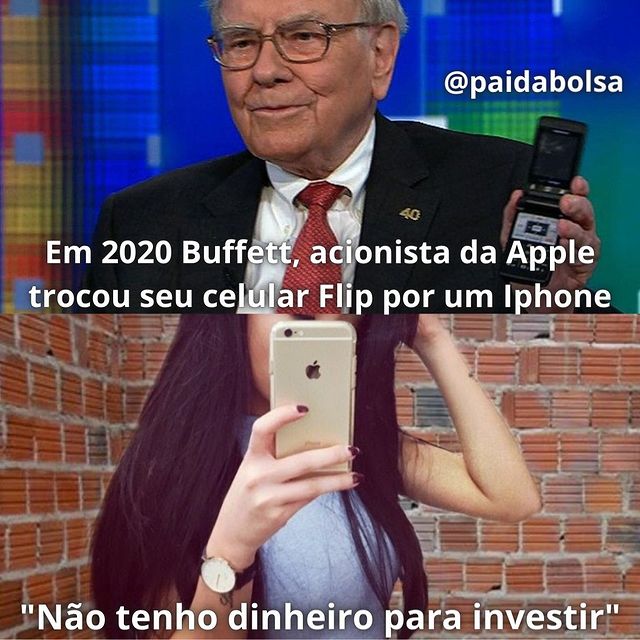 @paidabolsa
40
Em 2020 Buffett, acionista da Apple
trocou seu celular Flip por um Iphone
"Não tenho dinheiro para investir"